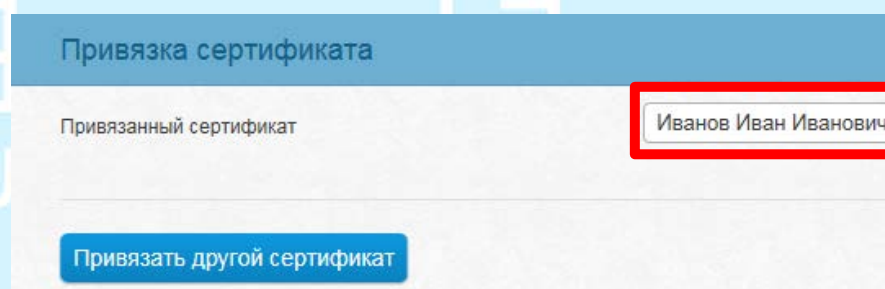 Привязка сертификата
Привязанный сертификат
Иванов Иван Иванович
Привязать другой сертификат